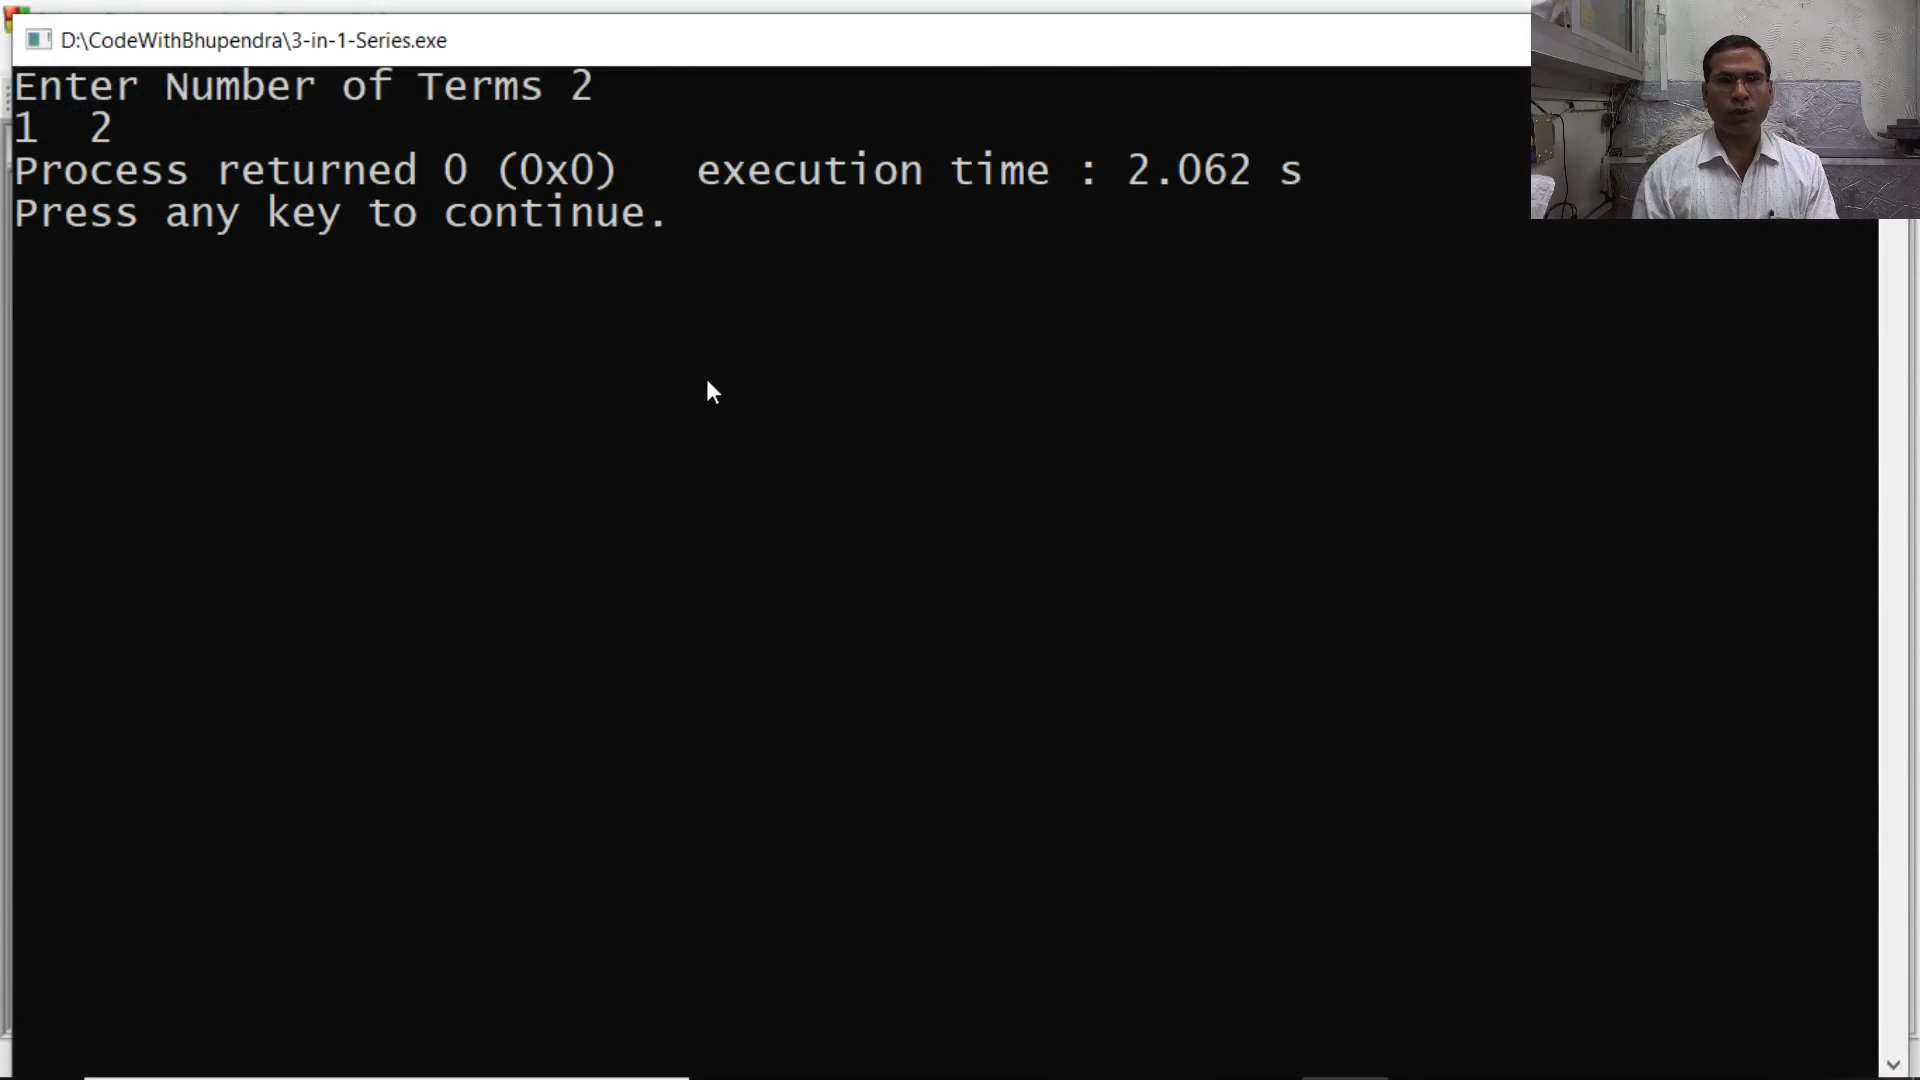 D:\CodeWithBhupendra\3-in-1-Series.exe
Enter Number of Terms 2
1  2
Process returned 0 (0x0)   execution time : 2.062 s
Press any key to continue.